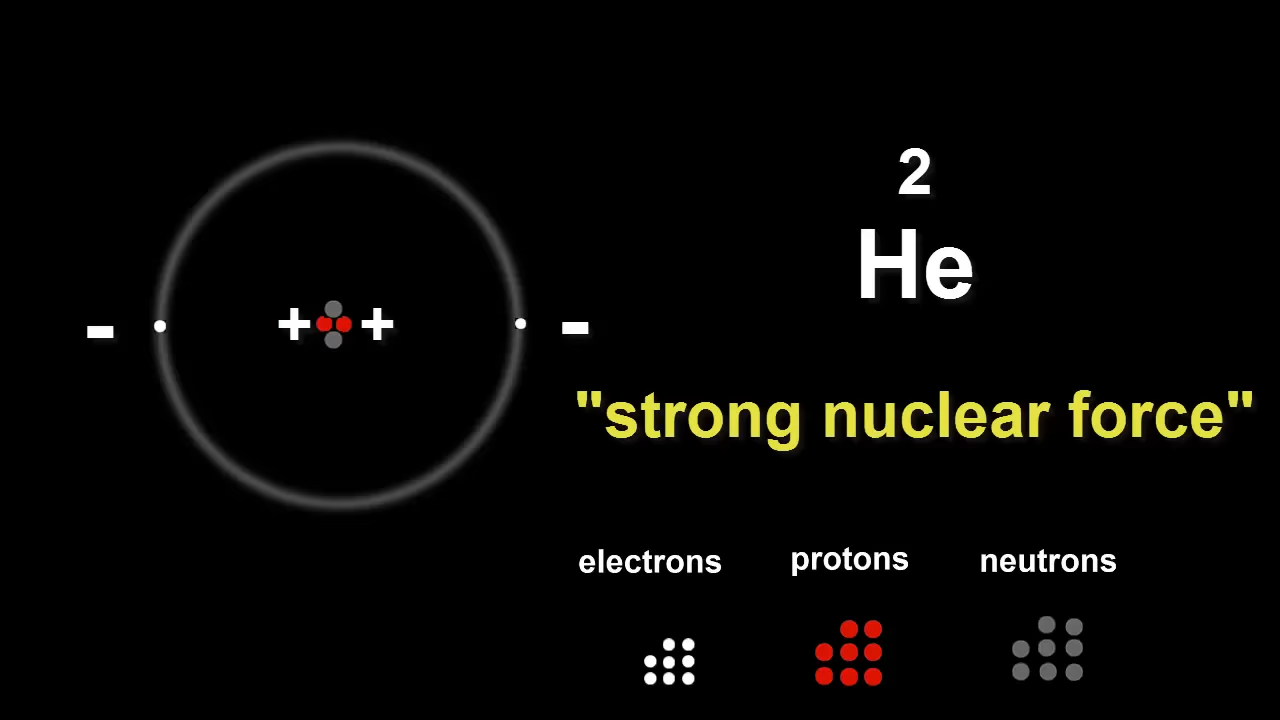 2
He
- + + -
"strong nuclear force"
electrons protons neutrons